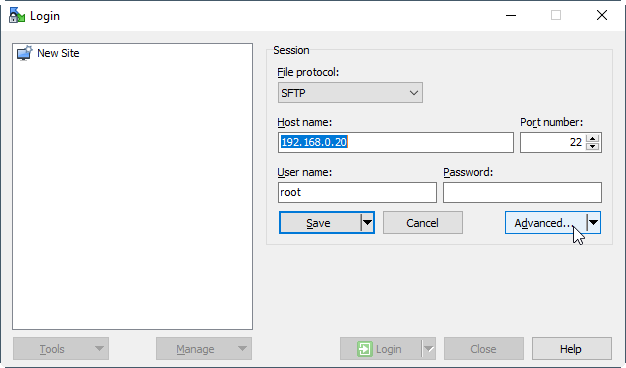 Login
New Site
Session
File protocol:
SFTP
Host name:
Port number:
192.168.0.20
22
User name:
Password:
root
Save
Cancel
Advanced...
Tools
Manage
Login
Close
Help